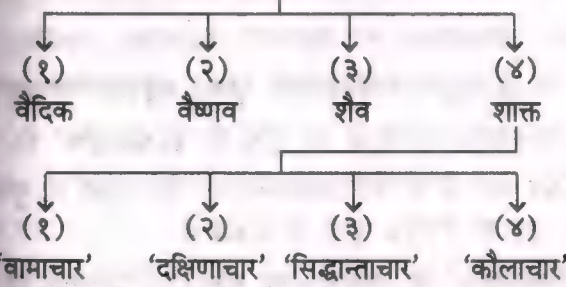 (१) (२) (३) (४)
वैदिक वैष्णव शैव शाक्त
(१) (२) (३) (४)
'वामाचार' 'दक्षिणाचार' 'सिद्धान्ताचार' 'कौलाचार'